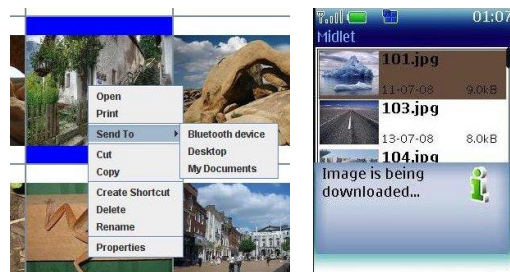 Open
Print
Send To
Bluetooth device
Desktop
My Documents
Cut
Copy
Create Shortcut
Delete
Rename
Properties
01:07
Midlet
101.jpg
11-07-08 9.0kB
103.jpg
13-07-08 8.0kB
104.jpg
Image is being
downloaded...